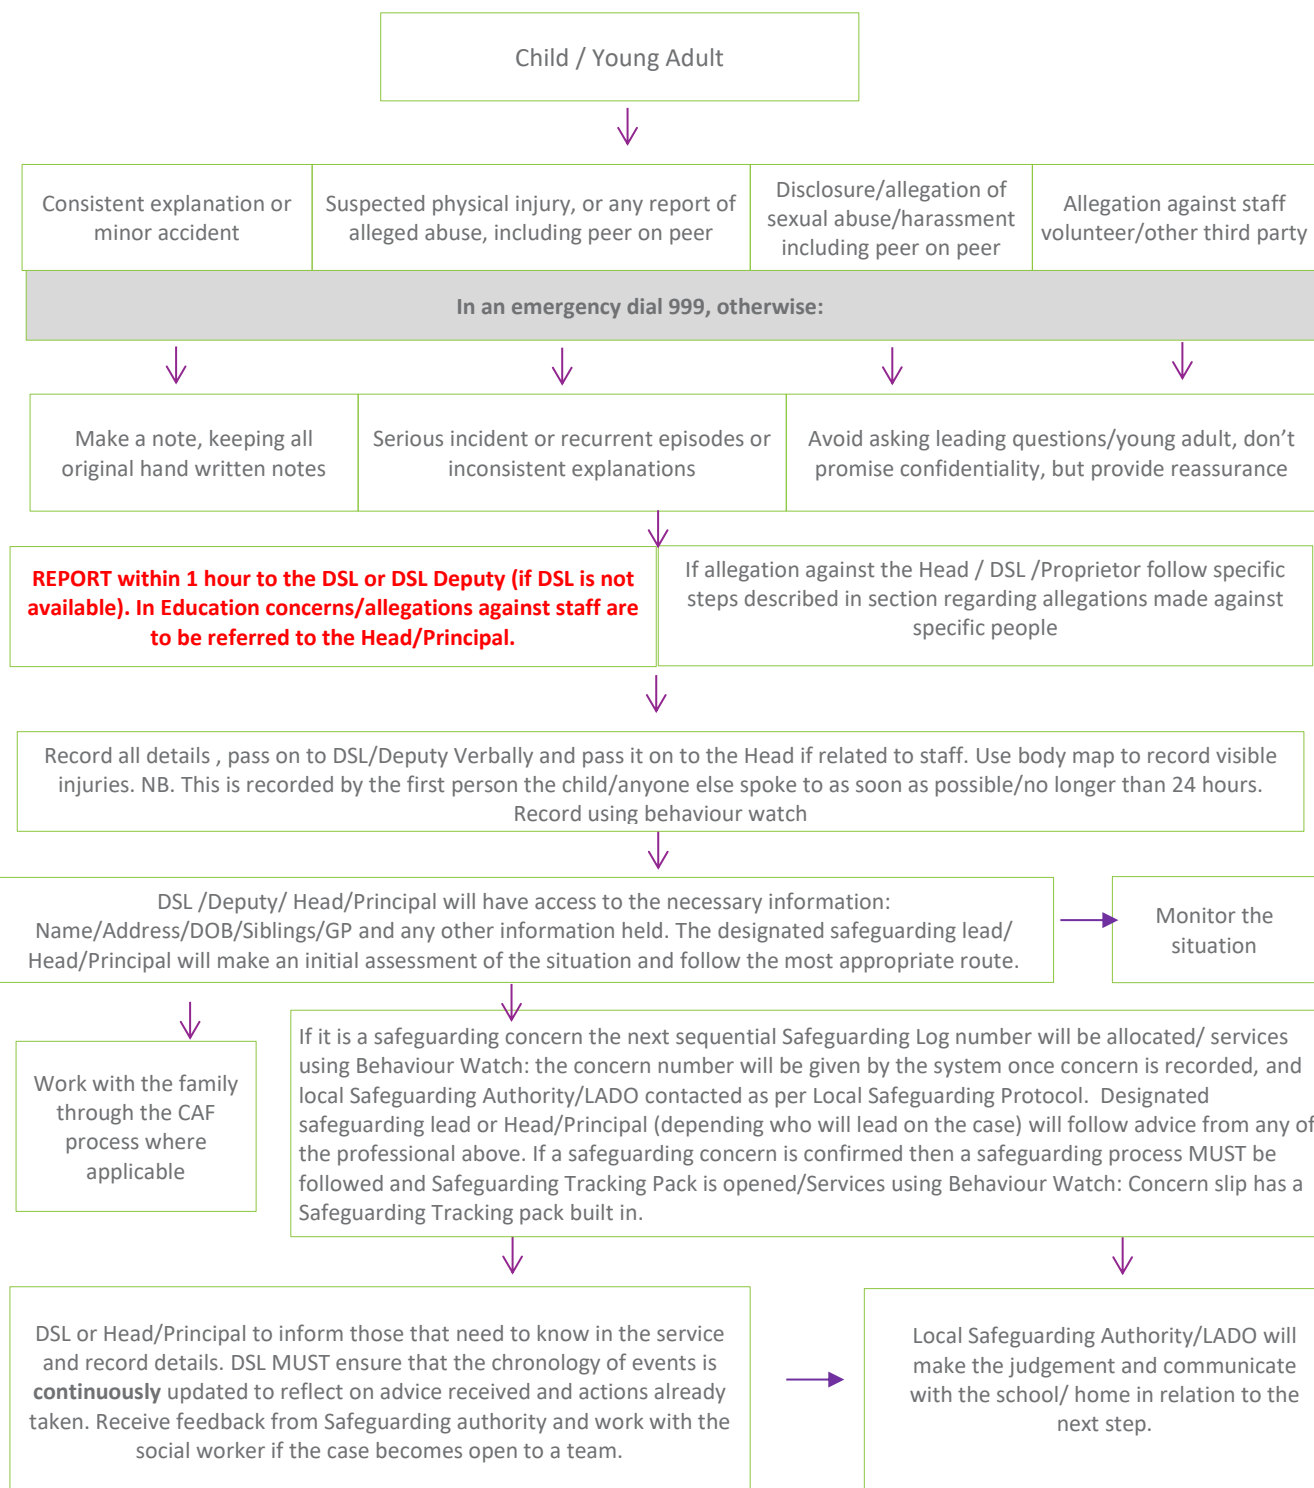 Child / Young Adult
Consistent explanation or
minor accident
Suspected physical injury, or any report of
alleged abuse, including peer on peer
Disclosure/allegation of
sexual abuse/harassment
including peer on peer
Allegation against staff
volunteer/other third party
In an emergency dial 999, otherwise:
Make a note, keeping all
original hand written notes
Serious incident or recurrent episodes or
inconsistent explanations
Avoid asking leading questions/young adult, don’t
promise confidentiality, but provide reassurance
REPORT within 1 hour to the DSL or DSL Deputy (if DSL is not
available). In Education concerns/allegations against staff are
to be referred to the Head/Principal.
If allegation against the Head / DSL /Proprietor follow specific
steps described in section regarding allegations made against
specific people
Record all details , pass on to DSL/Deputy Verbally and pass it on to the Head if related to staff. Use body map to record visible
injuries. NB. This is recorded by the first person the child/anyone else spoke to as soon as possible/no longer than 24 hours.
Record using behaviour watch
DSL /Deputy/ Head/Principal will have access to the necessary information:
Name/Address/DOB/Siblings/GP and any other information held. The designated safeguarding lead/
Head/Principal will make an initial assessment of the situation and follow the most appropriate route.
Monitor the
situation
Work with the family
through the CAF
process where
applicable
If it is a safeguarding concern the next sequential Safeguarding Log number will be allocated/ services
using Behaviour Watch: the concern number will be given by the system once concern is recorded, and
local Safeguarding Authority/LADO contacted as per Local Safeguarding Protocol.  Designated
safeguarding lead or Head/Principal (depending who will lead on the case) will follow advice from any of
the professional above. If a safeguarding concern is confirmed then a safeguarding process MUST be
followed and Safeguarding Tracking Pack is opened/Services using Behaviour Watch: Concern slip has a
Safeguarding Tracking pack built in.
DSL or Head/Principal to inform those that need to know in the service
and record details. DSL MUST ensure that the chronology of events is
continuously updated to reflect on advice received and actions already
taken. Receive feedback from Safeguarding authority and work with the
social worker if the case becomes open to a team.
Local Safeguarding Authority/LADO will
make the judgement and communicate
with the school/ home in relation to the
next step.